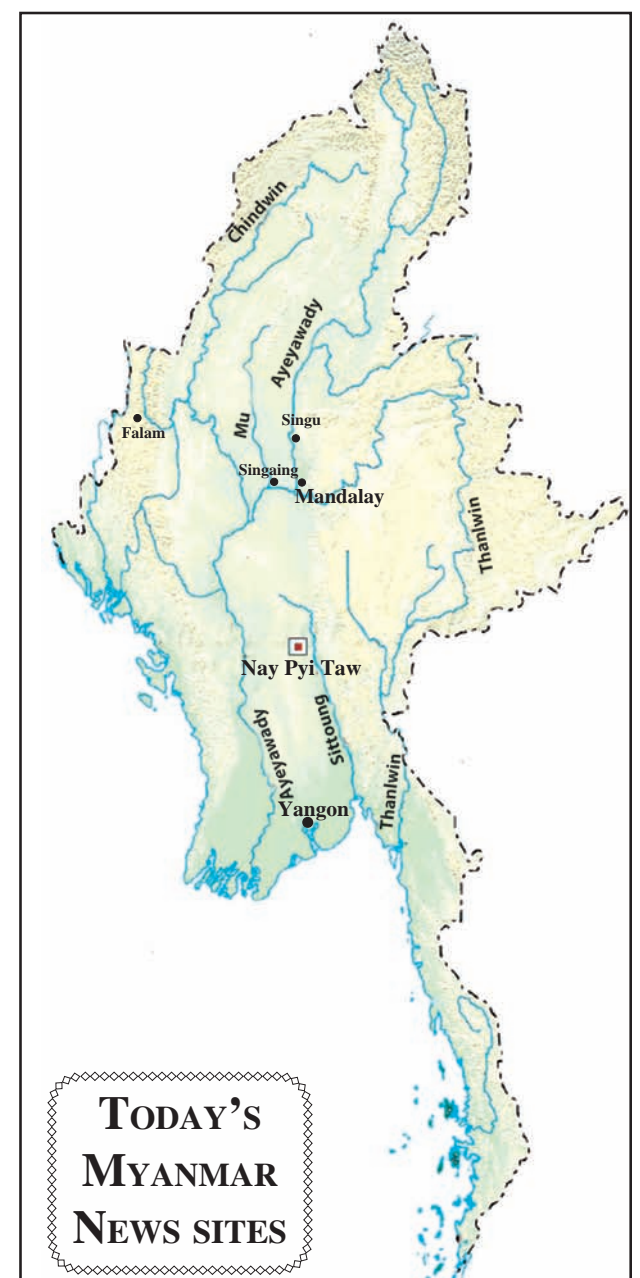 Chindwin
Ayeyawady
Mu
Singu
Falam
Singaing
Mandalay
Thanlwin
Nay Pyi Taw
Sittoung
Ayeyawady
Thanlwin
Yangon
TODAY'S
MYANMAR
NEWS SITES